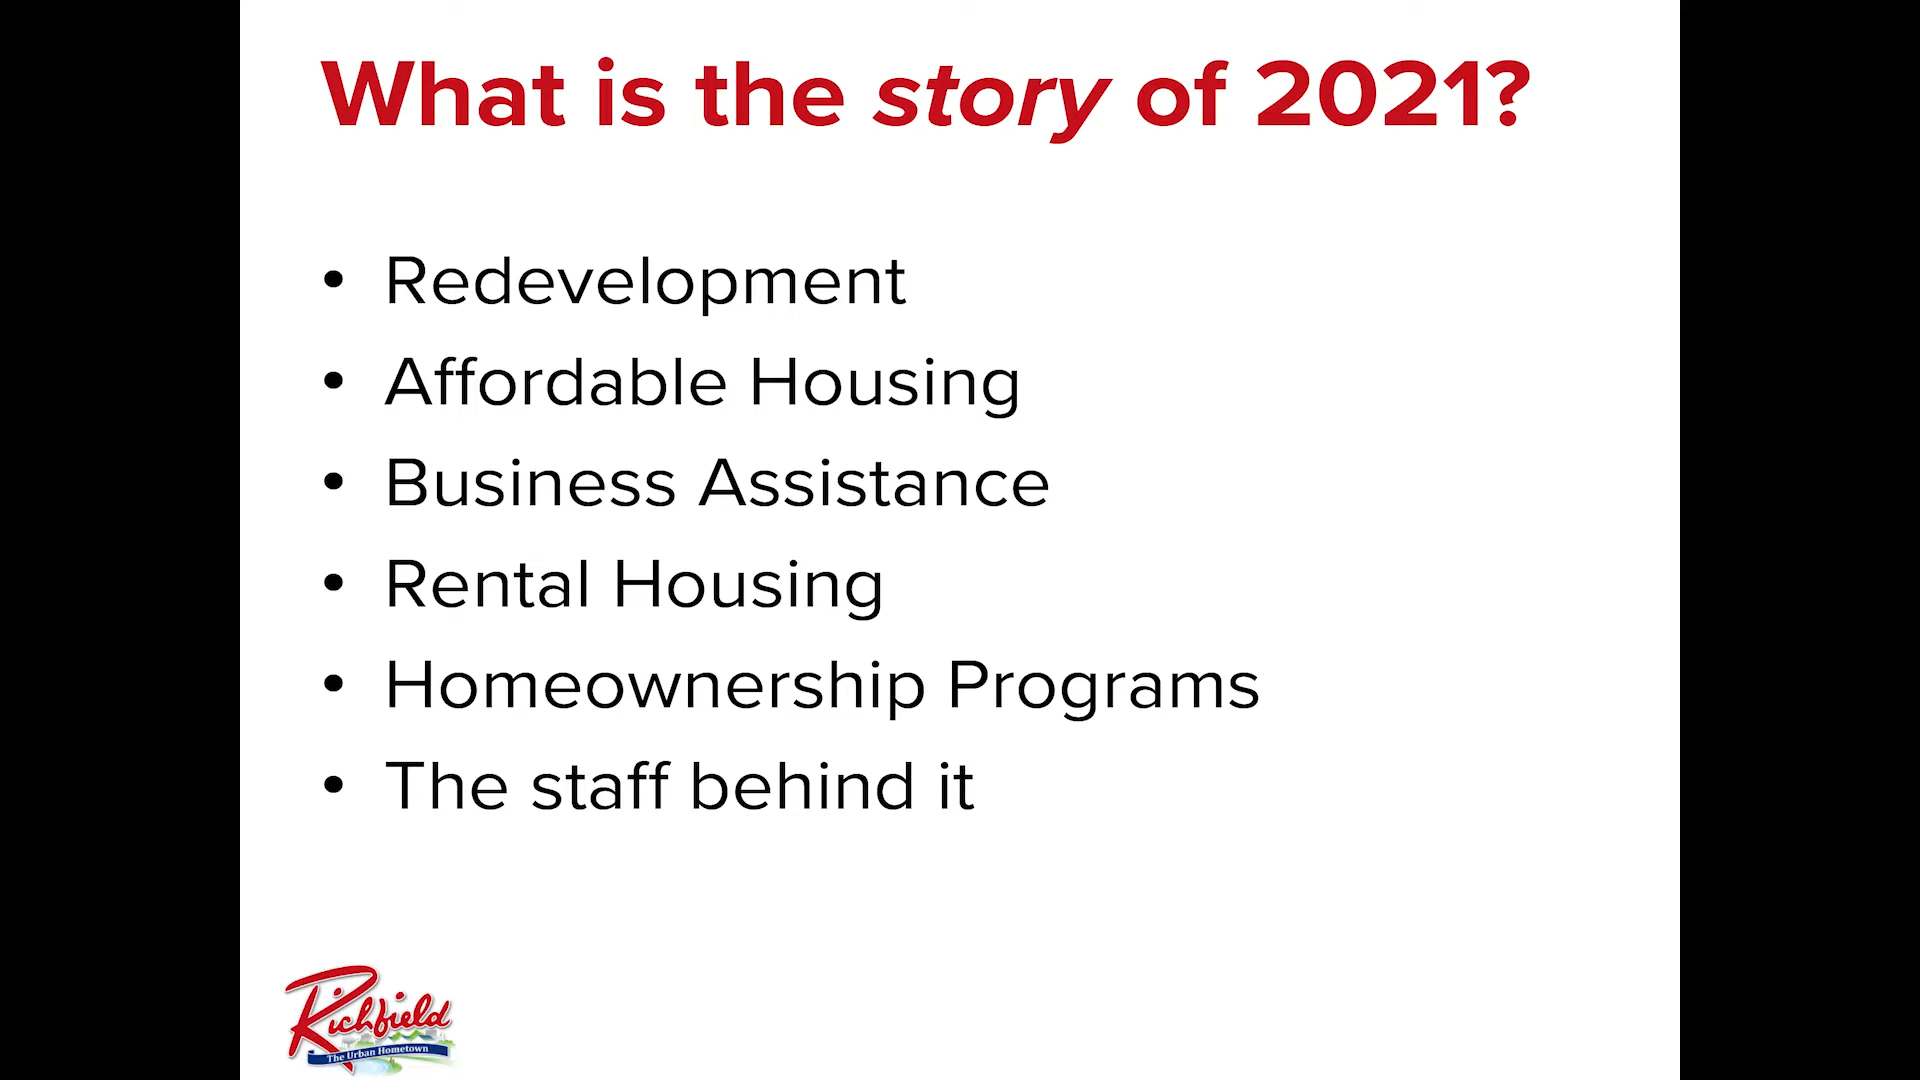 What is the story of 2021?
• Redevelopment
• Affordable Housing
• Business Assistance
• Rental Housing
• Homeownership Programs
• The staff behind it
Richfield
The Urban Hometown